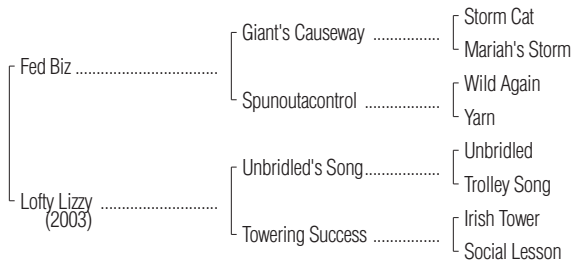 Storm Cat
Giant's Causeway ................
Mariah's Storm
Fed Biz ..................................
Wild Again
Spunoutacontrol ..................
Yarn
Unbridled
Unbridled's Song..................
Trolley Song
Lofty Lizzy ............................
(2003)
Irish Tower
Towering Success ................
Social Lesson